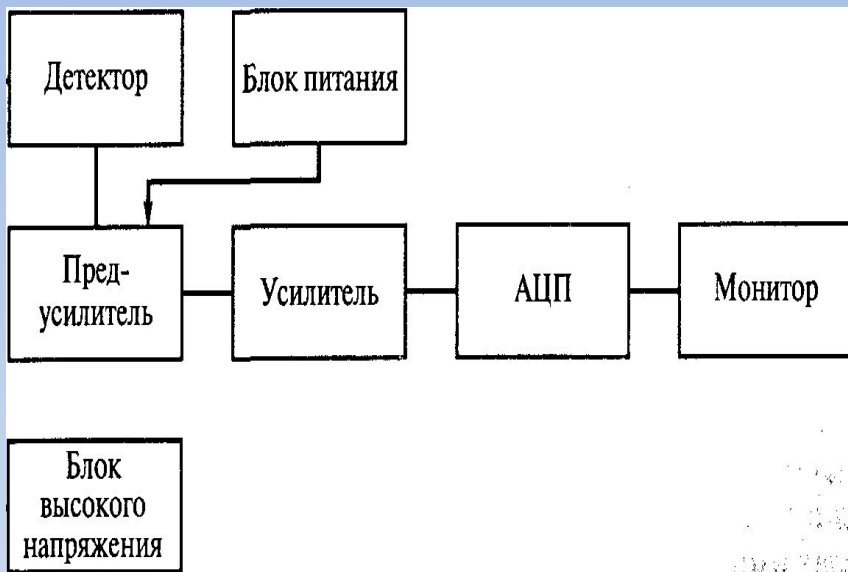 Детектор
Блок питания
Пред-
усилитель
Усилитель
АЦП
Монитор
Блок
высокого
напряжения